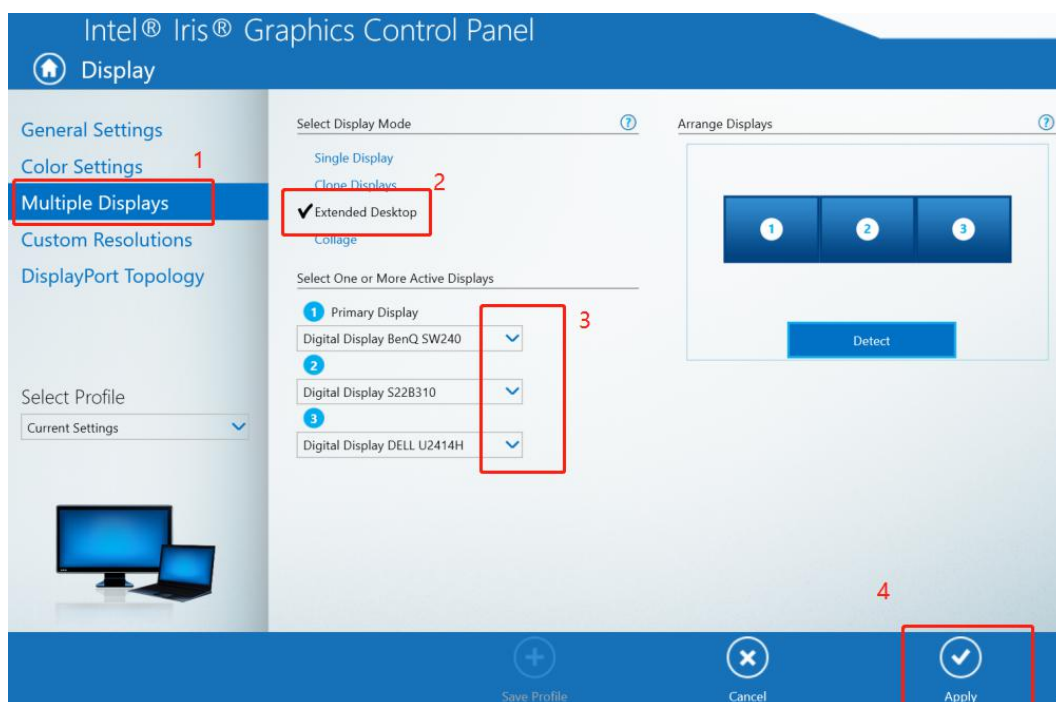 Intel® Iris® Graphics Control Panel
Display
General Settings
Color Settings
1
Multiple Displays
Custom Resolutions
DisplayPort Topology
Select Profile
Current Settings
Select Display Mode
Single Display
Clone Displays
2
Extended Desktop
Collage
Select One or More Active Displays
1 Primary Display
3
Digital Display BenQ SW240
2
Digital Display S22B310
3
Digital Display DELL U2414H
Arrange Displays
1 2 3
Detect
4
Save Profile
Cancel
Apply